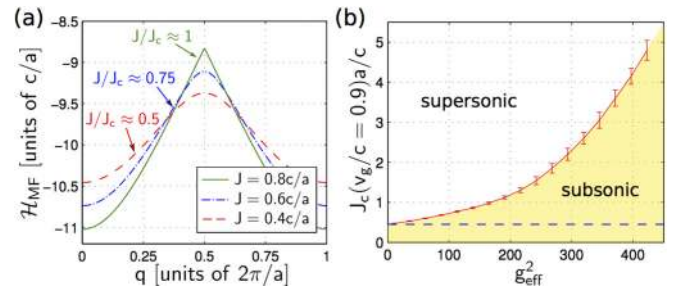 (a)
-8.5
-9
-9.5
-10
-10.5
-11
ℋ_MF [units of c/a]
J/J_c ≈ 1
J/J_c ≈ 0.75
J/J_c ≈ 0.5
J = 0.8c/a
J = 0.6c/a
J = 0.4c/a
0 0.25 0.5 0.75 1
q [units of 2π/a]
(b)
5
4
3
2
1
0
J_c(v_g/c = 0.9)a/c
supersonic
subsonic
0 100 200 300 400
g²_eff